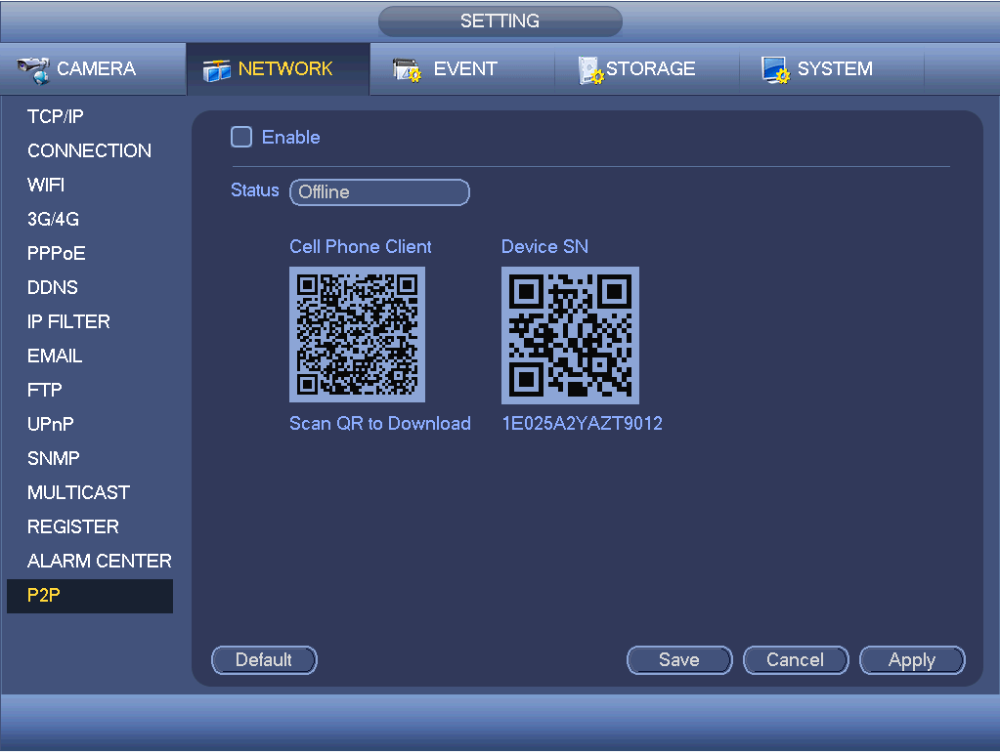 SETTING
CAMERA NETWORK EVENT STORAGE SYSTEM
TCP/IP
CONNECTION
WIFI
3G/4G
PPPoE
DDNS
IP FILTER
EMAIL
FTP
UPnP
SNMP
MULTICAST
REGISTER
ALARM CENTER
P2P
Enable
Status Offline
Cell Phone Client Device SN
Scan QR to Download 1E025A2YAZT9012
Default Save Cancel Apply